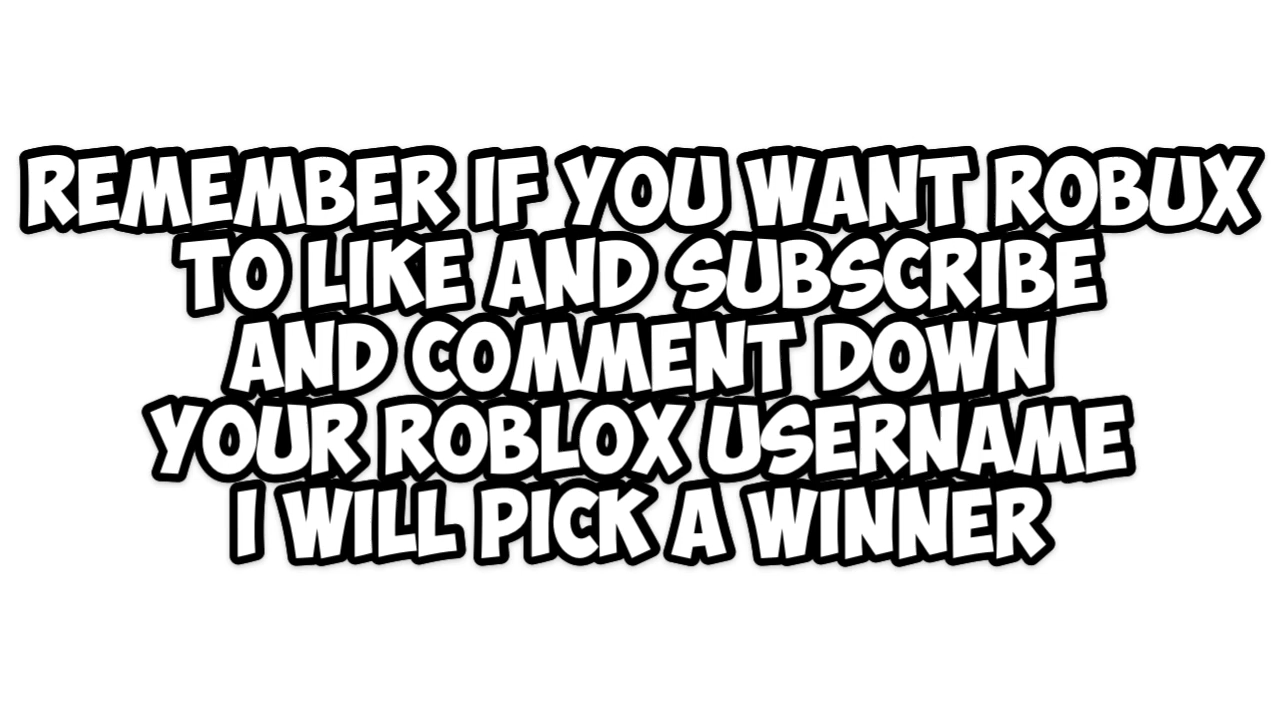 REMEMBER IF YOU WANT ROBUX
TO LIKE AND SUBSCRIBE
AND COMMENT DOWN
YOUR ROBLOX USERNAME
I WILL PICK A WINNER